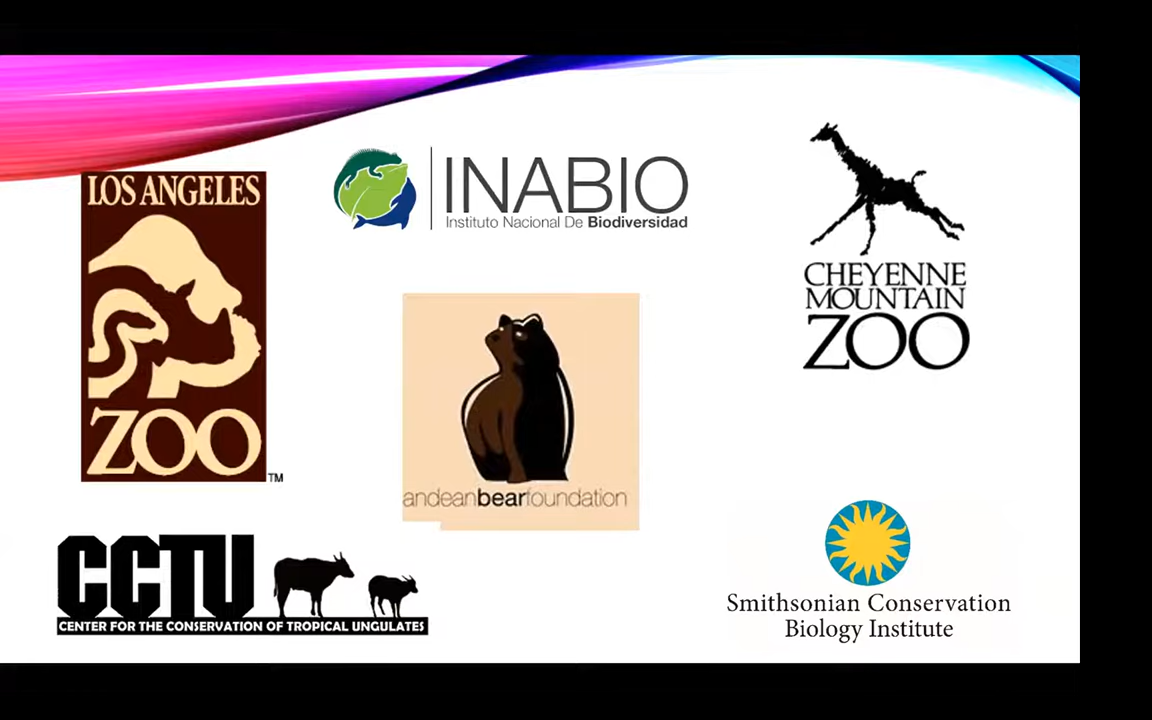 LOS ANGELES
ZOO
TM
INABIO
Instituto Nacional De Biodiversidad
CHEYENNE
MOUNTAIN
ZOO
andeanbearfoundation
CCTU
CENTER FOR THE CONSERVATION OF TROPICAL UNGULATES
Smithsonian Conservation
Biology Institute